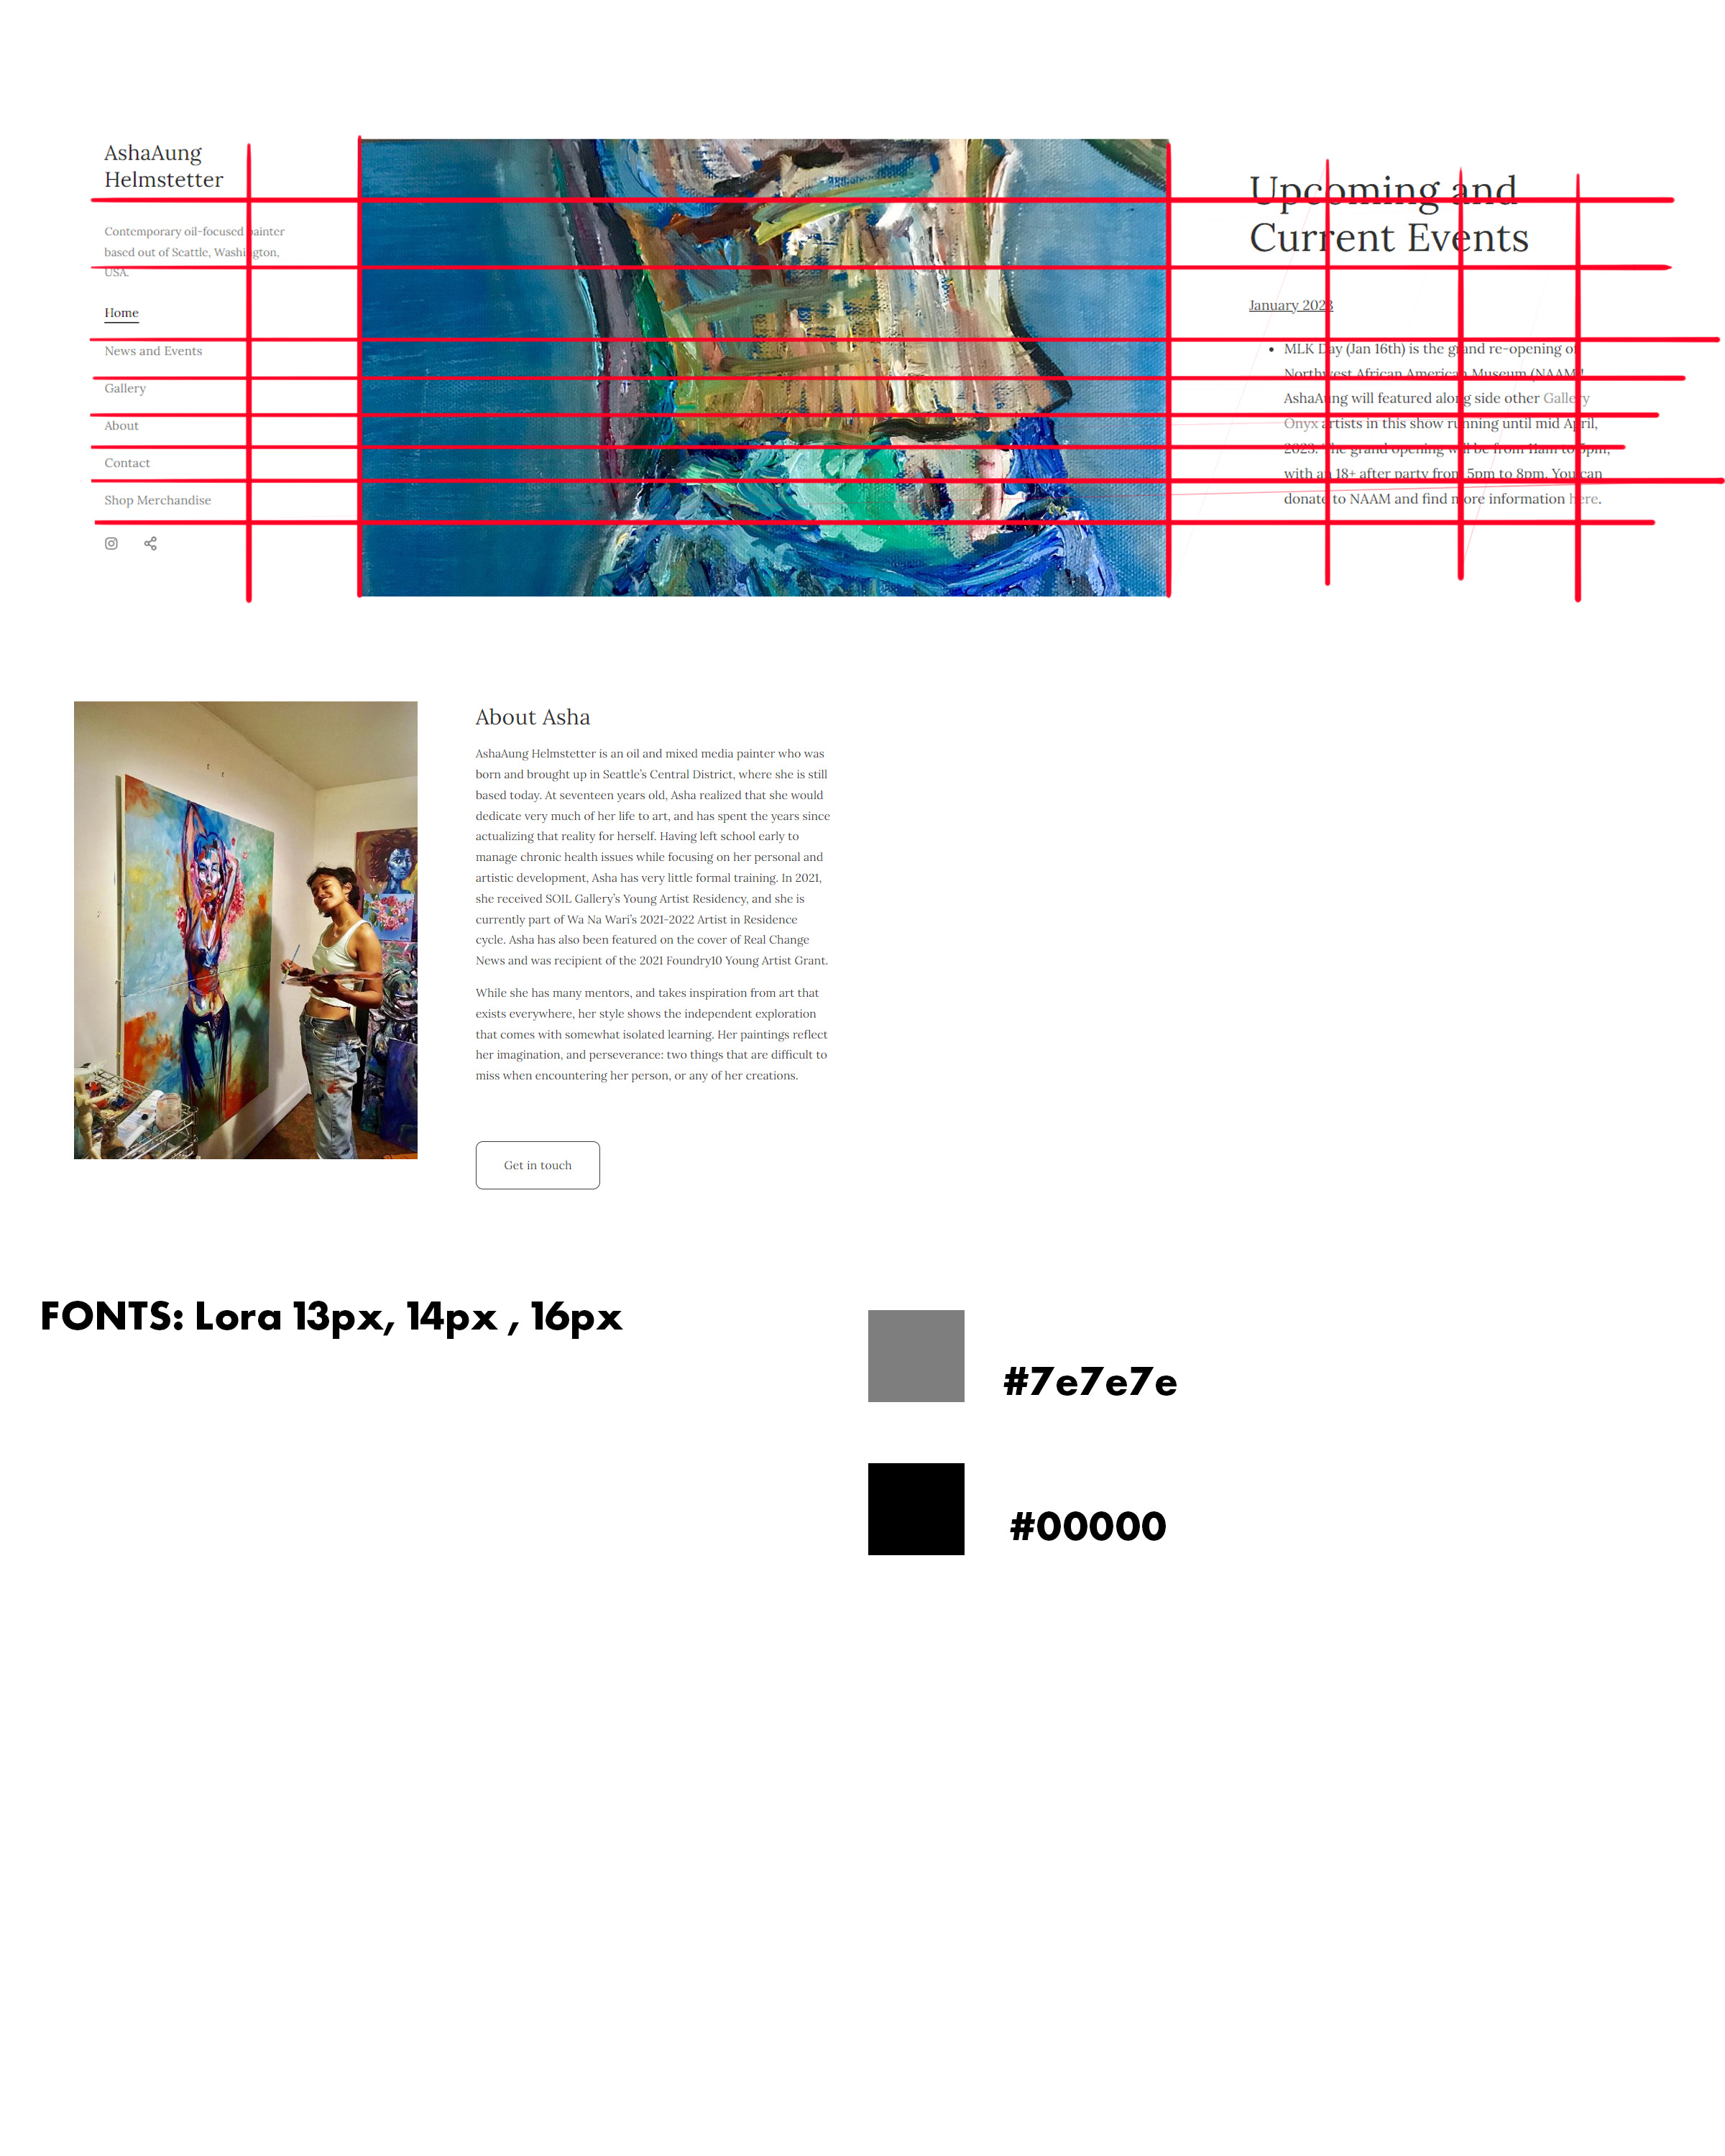 AshaAung
Helmstetter
Contemporary oil-focused painter
based out of Seattle, Washington,
USA.
Home
News and Events
Gallery
About
Contact
Shop Merchandise
Upcoming and
Current Events
January 2023
• MLK Day (Jan 16th) is the grand re-opening of
Northwest African American Museum (NAAM)!
AshaAung will featured along side other Gallery
Onyx artists in this show running until mid April,
2023. The grand opening will be from 11am to 5pm,
with an 18+ after party from 5pm to 8pm. You can
donate to NAAM and find more information here.
About Asha
AshaAung Helmstetter is an oil and mixed media painter who was
born and brought up in Seattle's Central District, where she is still
based today. At seventeen years old, Asha realized that she would
dedicate very much of her life to art, and has spent the years since
actualizing that reality for herself. Having left school early to
manage chronic health issues while focusing on her personal and
artistic development, Asha has very little formal training. In 2021,
she received SOIL Gallery's Young Artist Residency, and she is
currently part of Wa Na Wari's 2021-2022 Artist in Residence
cycle. Asha has also been featured on the cover of Real Change
News and was recipient of the 2021 Foundry10 Young Artist Grant.
While she has many mentors, and takes inspiration from art that
exists everywhere, her style shows the independent exploration
that comes with somewhat isolated learning. Her paintings reflect
her imagination, and perseverance: two things that are difficult to
miss when encountering her person, or any of her creations.
Get in touch
FONTS: Lora 13px, 14px , 16px
#7e7e7e
#00000